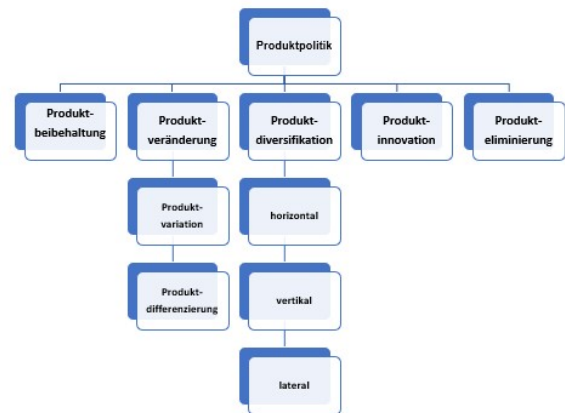 Produktpolitik
Produkt-
beibehaltung
Produkt-
veränderung
Produkt-
diversifikation
Produkt-
innovation
Produkt-
eliminierung
Produkt-
variation
horizontal
Produkt-
differenzierung
vertikal
lateral